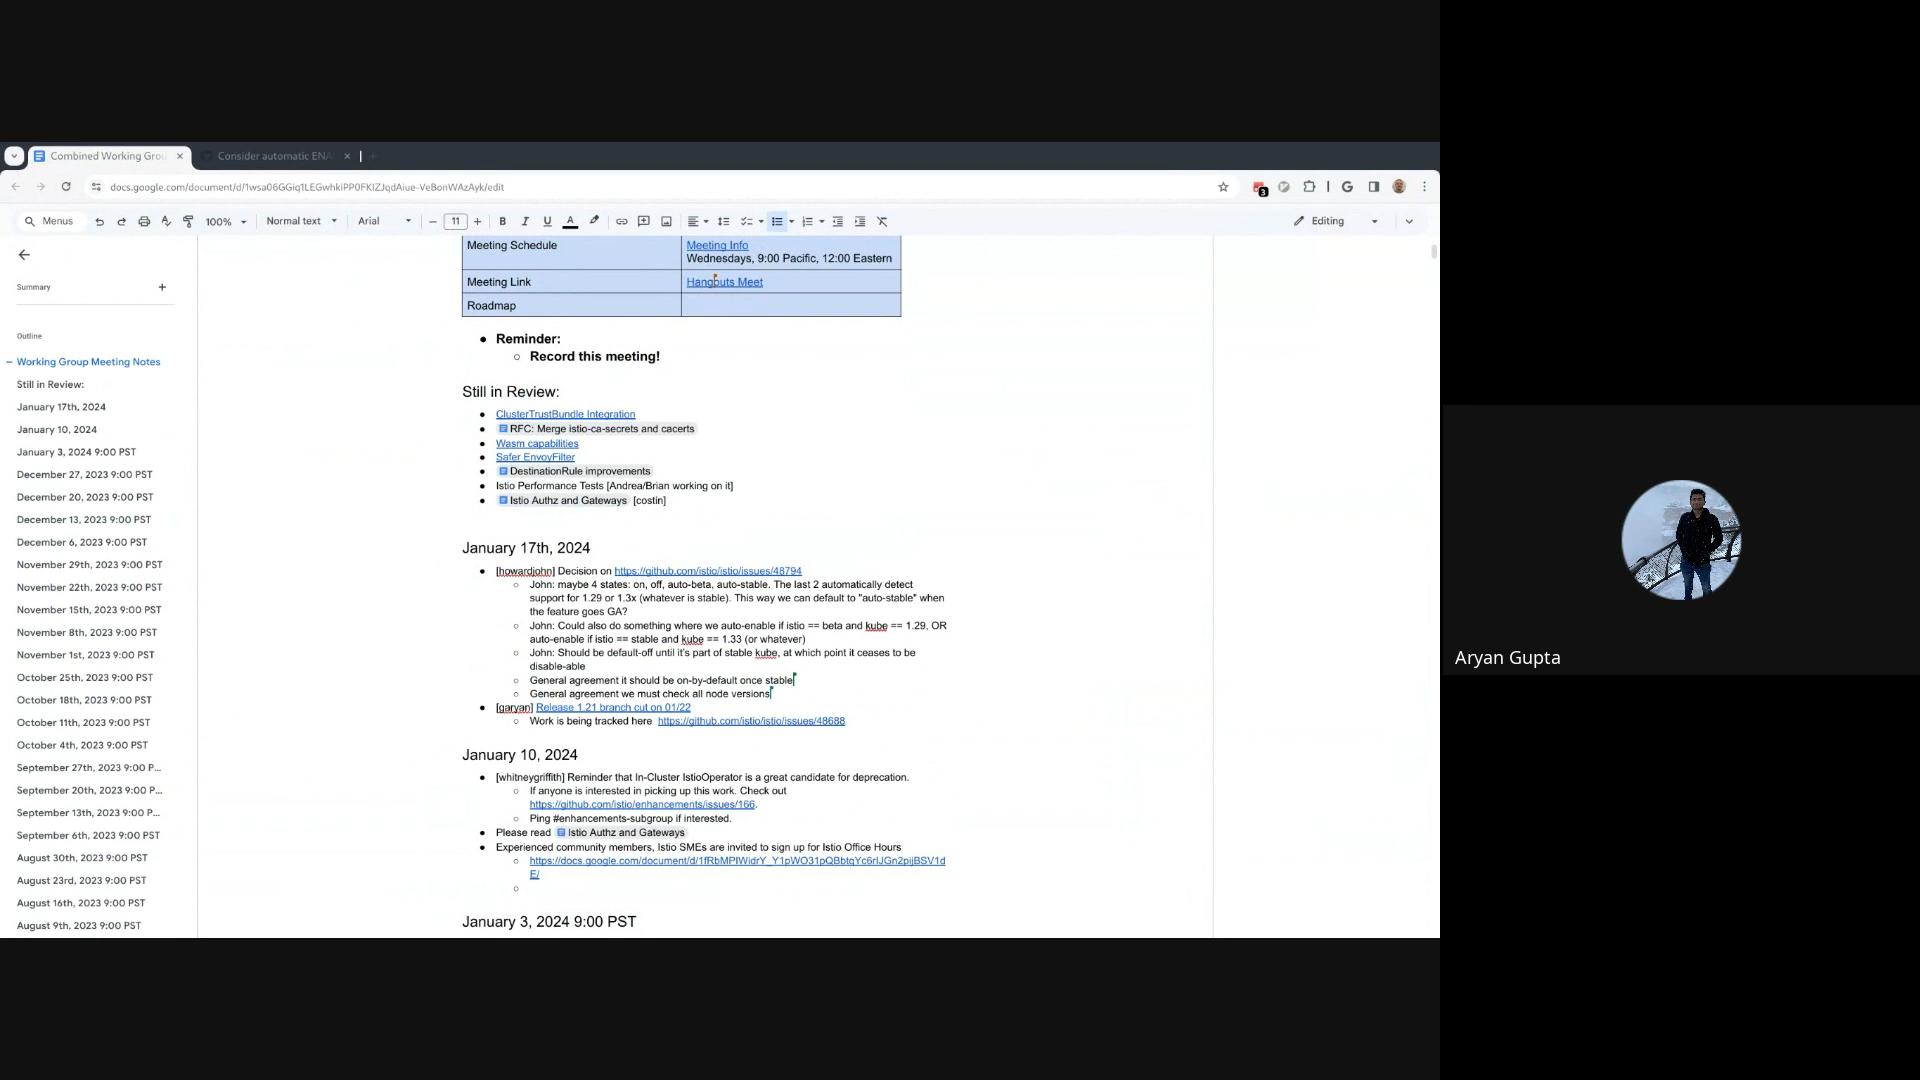 Combined Working Grou
Consider automatic ENA
docs.google.com/document/d/1wsa06GGiq1LEGwhkiPP0FKIZJqdAiue-VeBonWAzAyk/edit
3
Menus
100%
Normal text
Arial
11
Editing
Summary
Outline
Working Group Meeting Notes
Still in Review:
January 17th, 2024
January 10, 2024
January 3, 2024 9:00 PST
December 27, 2023 9:00 PST
December 20, 2023 9:00 PST
December 13, 2023 9:00 PST
December 6, 2023 9:00 PST
November 29th, 2023 9:00 PST
November 22th, 2023 9:00 PST
November 15th, 2023 9:00 PST
November 8th, 2023 9:00 PST
November 1st, 2023 9:00 PST
October 25th, 2023 9:00 PST
October 18th, 2023 9:00 PST
October 11th, 2023 9:00 PST
October 4th, 2023 9:00 PST
September 27th, 2023 9:00 P...
September 20th, 2023 9:00 P...
September 13th, 2023 9:00 P...
September 6th, 2023 9:00 PST
August 30th, 2023 9:00 PST
August 23rd, 2023 9:00 PST
August 16th, 2023 9:00 PST
August 9th, 2023 9:00 PST
Meeting Schedule
Meeting Info
Wednesdays, 9:00 Pacific, 12:00 Eastern
Meeting Link
Hangouts Meet
Roadmap
Reminder:
Record this meeting!
Still in Review:
ClusterTrustBundle Integration
RFC: Merge istio-ca-secrets and cacerts
Wasm capabilities
Safer EnvoyFilter
DestinationRule improvements
Istio Performance Tests [Andrea/Brian working on it]
Istio Authz and Gateways [costin]
January 17th, 2024
[howardjohn] Decision on https://github.com/istio/istio/issues/48794
John: maybe 4 states: on, off, auto-beta, auto-stable. The last 2 automatically detect
support for 1.29 or 1.3x (whatever is stable). This way we can default to "auto-stable" when
the feature goes GA?
John: Could also do something where we auto-enable if istio == beta and kube == 1.29, OR
auto-enable if istio == stable and kube == 1.33 (or whatever)
John: Should be default-off until it's part of stable kube, at which point it ceases to be
disable-able
General agreement it should be on-by-default once stable
General agreement we must check all node versions
[garyan] Release 1.21 branch cut on 01/22
Work is being tracked here https://github.com/istio/istio/issues/48688
January 10, 2024
[whitneygriffith] Reminder that In-Cluster IstioOperator is a great candidate for deprecation.
If anyone is interested in picking up this work. Check out
https://github.com/istio/enhancements/issues/166.
Ping #enhancements-subgroup if interested.
Please read Istio Authz and Gateways
Experienced community members, Istio SMEs are invited to sign up for Istio Office Hours
https://docs.google.com/document/d/1fRbMPIWidrY_Y1pWO31pQBbtqYc6rIJGn2pijBSV1d
E/
January 3, 2024 9:00 PST
Aryan Gupta